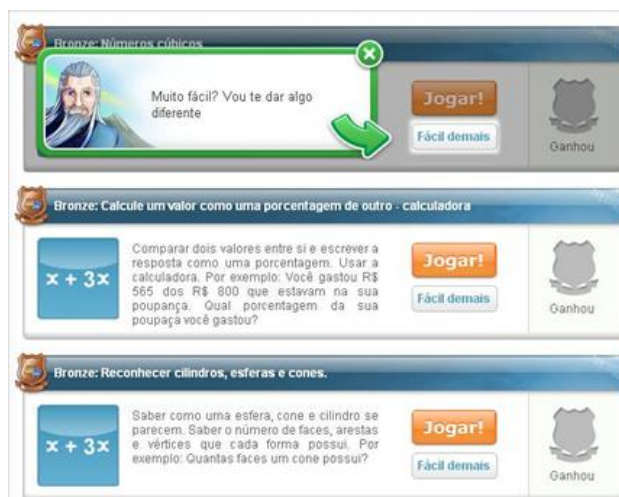 Bronze: Números cúbicos
Muito fácil? Vou te dar algo
diferente
Jogar!
Fácil demais
Ganhou
Bronze: Calcule um valor como uma porcentagem de outro - calculadora
x + 3x
Comparar dois valores entre si e escrever a
resposta como uma porcentagem. Usar a
calculadora. Por exemplo: Você gastou R$
565 dos R$ 800 que estavam na sua
poupança. Qual porcentagem da sua
poupaça você gastou?
Jogar!
Fácil demais
Ganhou
Bronze: Reconhecer cilindros, esferas e cones.
x + 3x
Saber como uma esfera, cone e cilindro se
parecem. Saber o número de faces, arestas
e vértices que cada forma possui. Por
exemplo: Quantas faces um cone possui?
Jogar!
Fácil demais
Ganhou